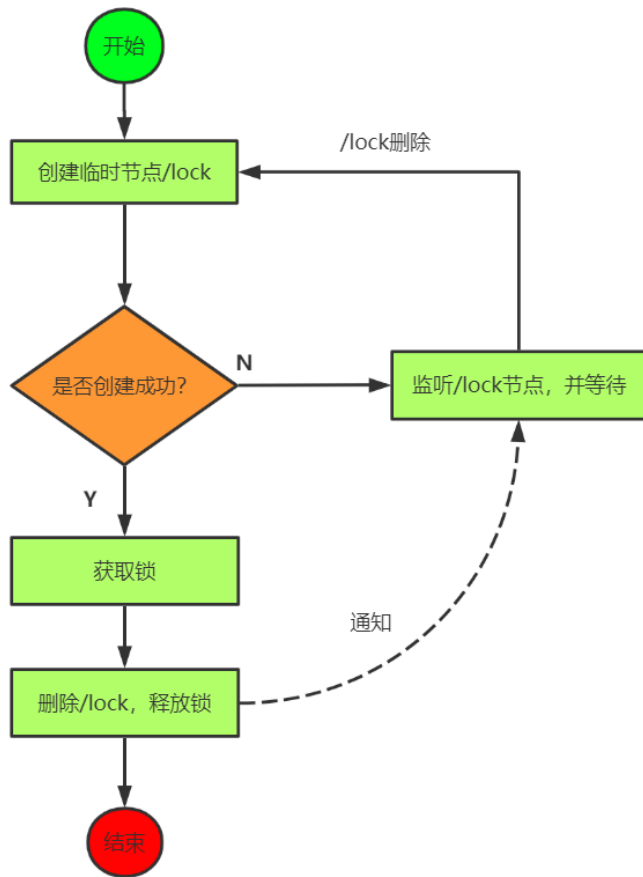 开始
/lock删除
创建临时节点/lock
是否创建成功?
N
监听/lock节点，并等待
Y
获取锁
通知
删除/lock，释放锁
结束